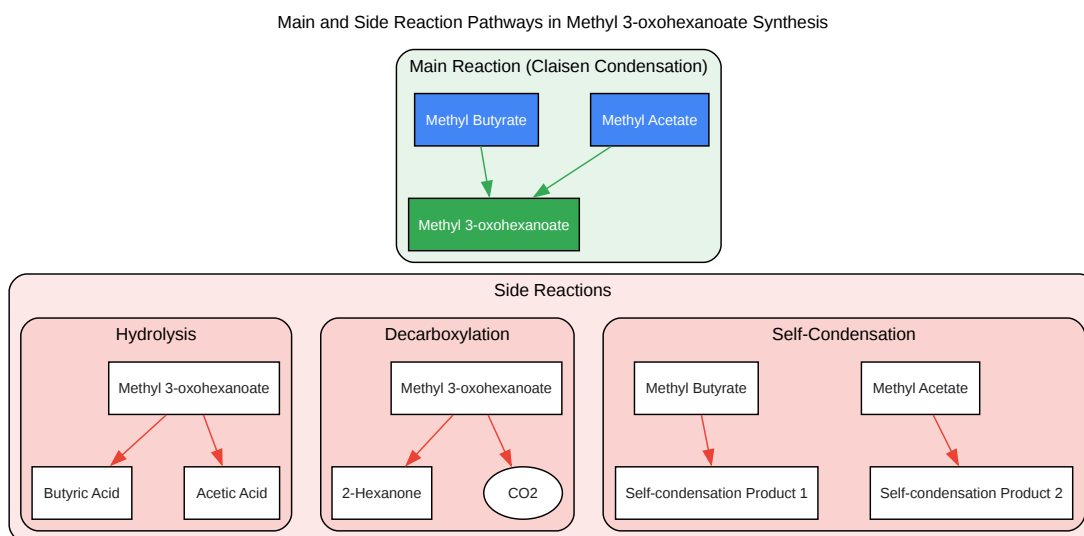 Main and Side Reaction Pathways in Methyl 3-oxohexanoate Synthesis
Main Reaction (Claisen Condensation)
Methyl Butyrate
Methyl Acetate
Methyl 3-oxohexanoate
Side Reactions
Hydrolysis
Methyl 3-oxohexanoate
Butyric Acid
Acetic Acid
Decarboxylation
Methyl 3-oxohexanoate
2-Hexanone
CO2
Self-Condensation
Methyl Butyrate
Methyl Acetate
Self-condensation Product 1
Self-condensation Product 2